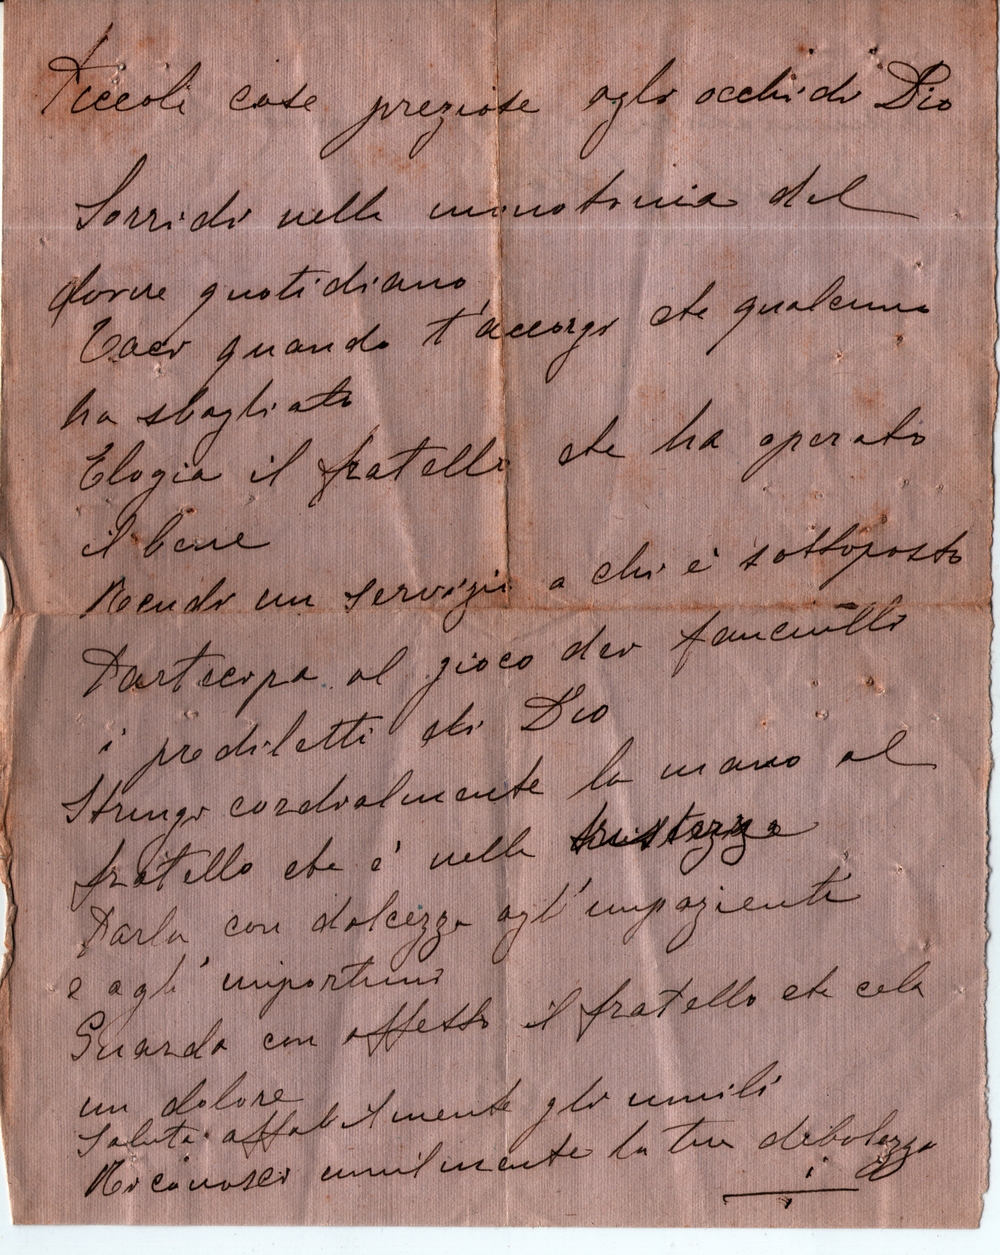 Piccoli cose preziose agli occhi di Dio
Sorridi nella monotonia del
dovere quotidiano
Taci quando t'accorgi che qualcuno
ha sbagliato
Elogia il fratello che ha operato
il bene
Rendi un servizio a chi è sottoposto
Partecipa al gioco dei fanciulli
i prediletti di Dio
Stringi cordialmente la mano al
fratello che è nella tristezza
Parla con dolcezza agl'impazienti
e agl'importuni
Guarda con affetto il fratello che cela
un dolore
Saluta affabilmente gli umili
Riconosci umilmente la tua debolezza